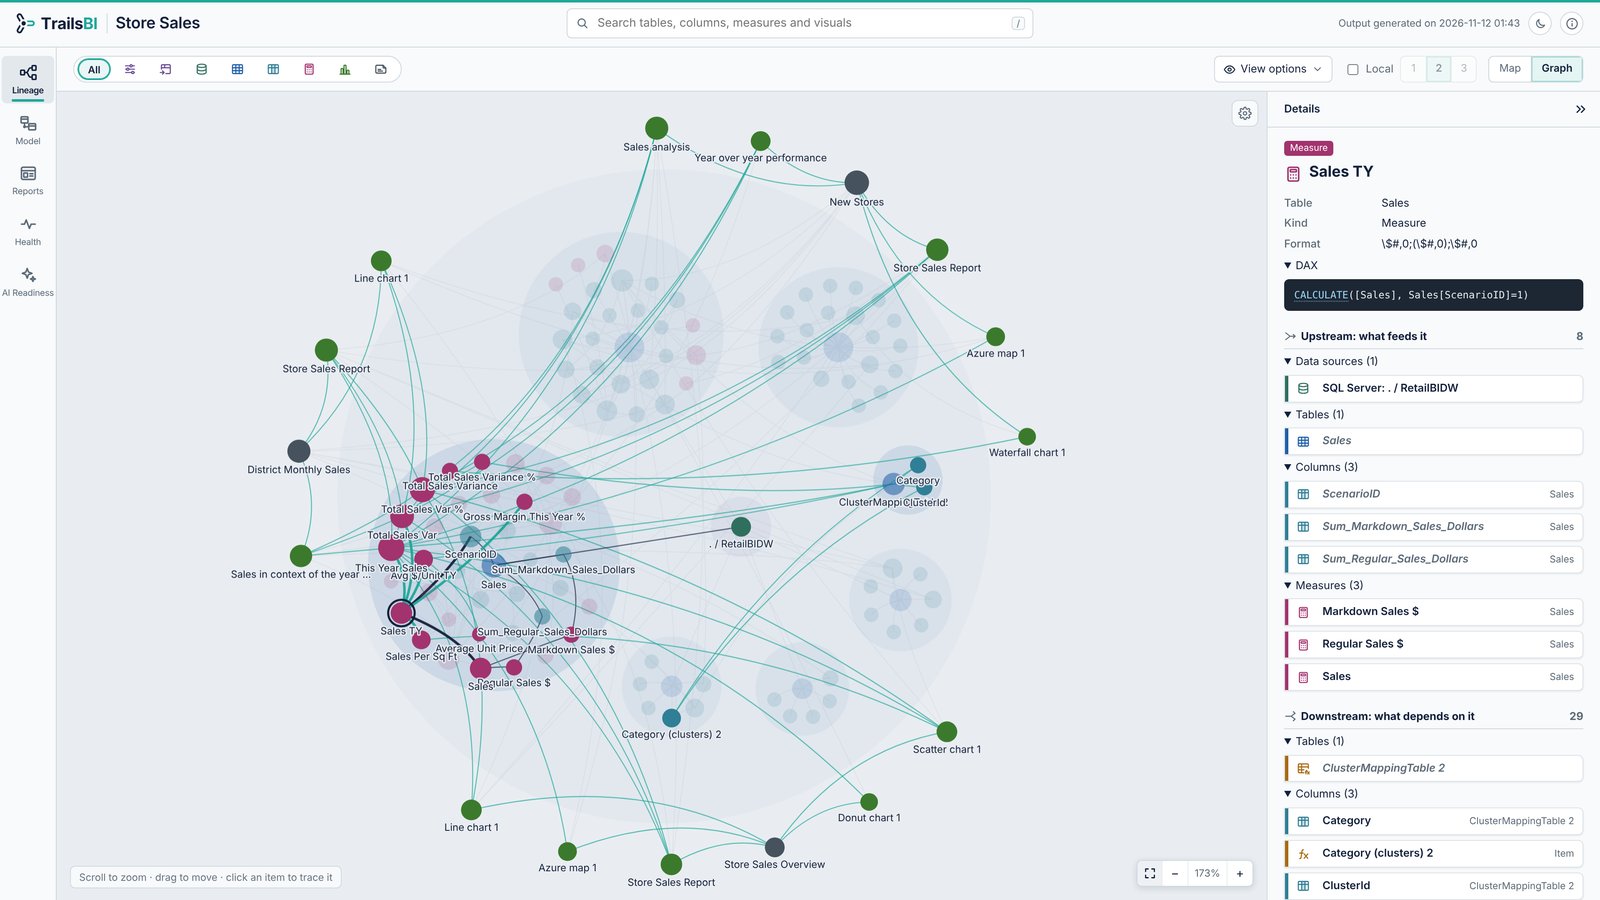 TrailsBI
Store Sales
Search tables, columns, measures and visuals
/
Output generated on 2026-11-12 01:43
Lineage
Model
Reports
Health
AI Readiness
All
View options
Local
1
2
3
Map
Graph
Sales analysis
Year over year performance
New Stores
Store Sales Report
Line chart 1
Azure map 1
Store Sales Report
Waterfall chart 1
District Monthly Sales
Total Sales Variance %
Total Sales Variance
Category
ClusterMappi
ClusterId
Total Sales Var %
Gross Margin This Year %
Total Sales Var
. / RetailBIDW
ScenarioID
This Year Sales
Avg $/Unit TY
Sum_Markdown_Sales_Dollars
Sales in context of the year ...
Sales
Sales TY
Sum_Regular_Sales_Dollars
Average Unit Price
Markdown Sales $
Sales Per Sq Ft
Regular Sales $
Sales
Category (clusters) 2
Scatter chart 1
Donut chart 1
Line chart 1
Azure map 1
Store Sales Overview
Store Sales Report
Scroll to zoom · drag to move · click an item to trace it
− 173% +
Details
Measure
Sales TY
Table Sales
Kind Measure
Format \$#,0;(\$#,0);\$#,0
DAX
CALCULATE([Sales], Sales[ScenarioID]=1)
Upstream: what feeds it 8
Data sources (1)
SQL Server: . / RetailBIDW
Tables (1)
Sales
Columns (3)
ScenarioID Sales
Sum_Markdown_Sales_Dollars Sales
Sum_Regular_Sales_Dollars Sales
Measures (3)
Markdown Sales $ Sales
Regular Sales $ Sales
Sales Sales
Downstream: what depends on it 29
Tables (1)
ClusterMappingTable 2
Columns (3)
Category ClusterMappingTable 2
fx Category (clusters) 2 Item
ClusterId ClusterMappingTable 2